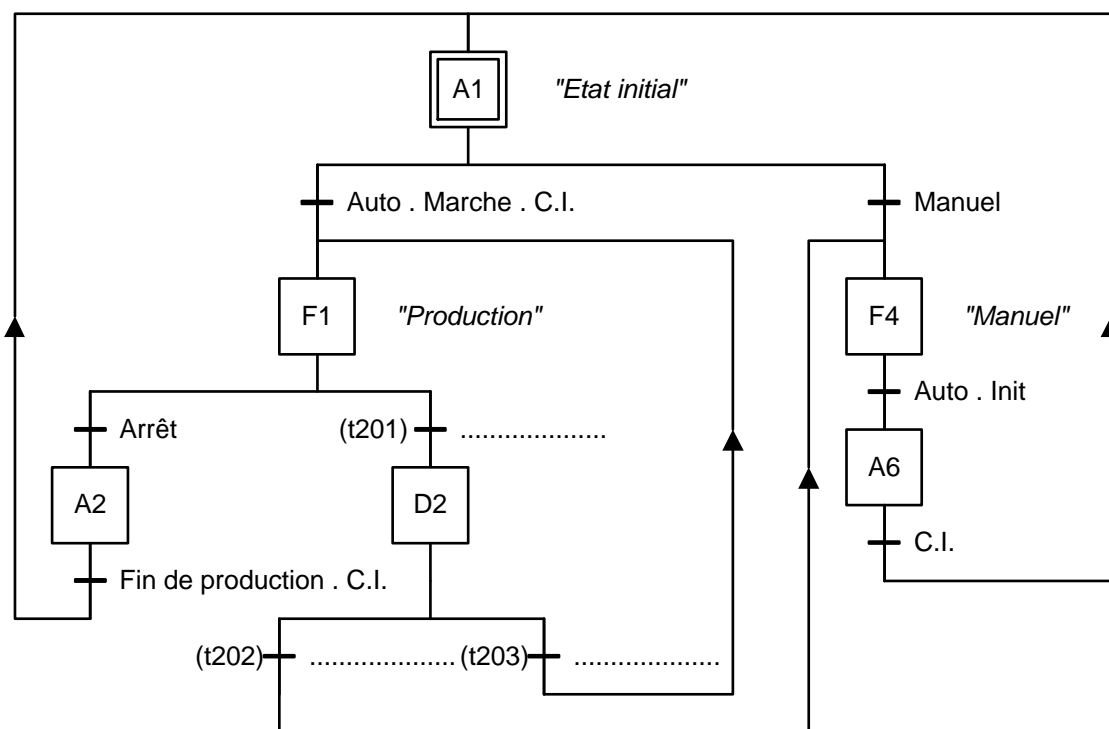 A1 "Etat initial"
Auto . Marche . C.I. Manuel
F1 "Production" F4 "Manuel"
Auto . Init
Arrêt (t201) .....................
A6
A2 D2
C.I.
Fin de production . C.I.
(t202) ..................... (t203) .....................